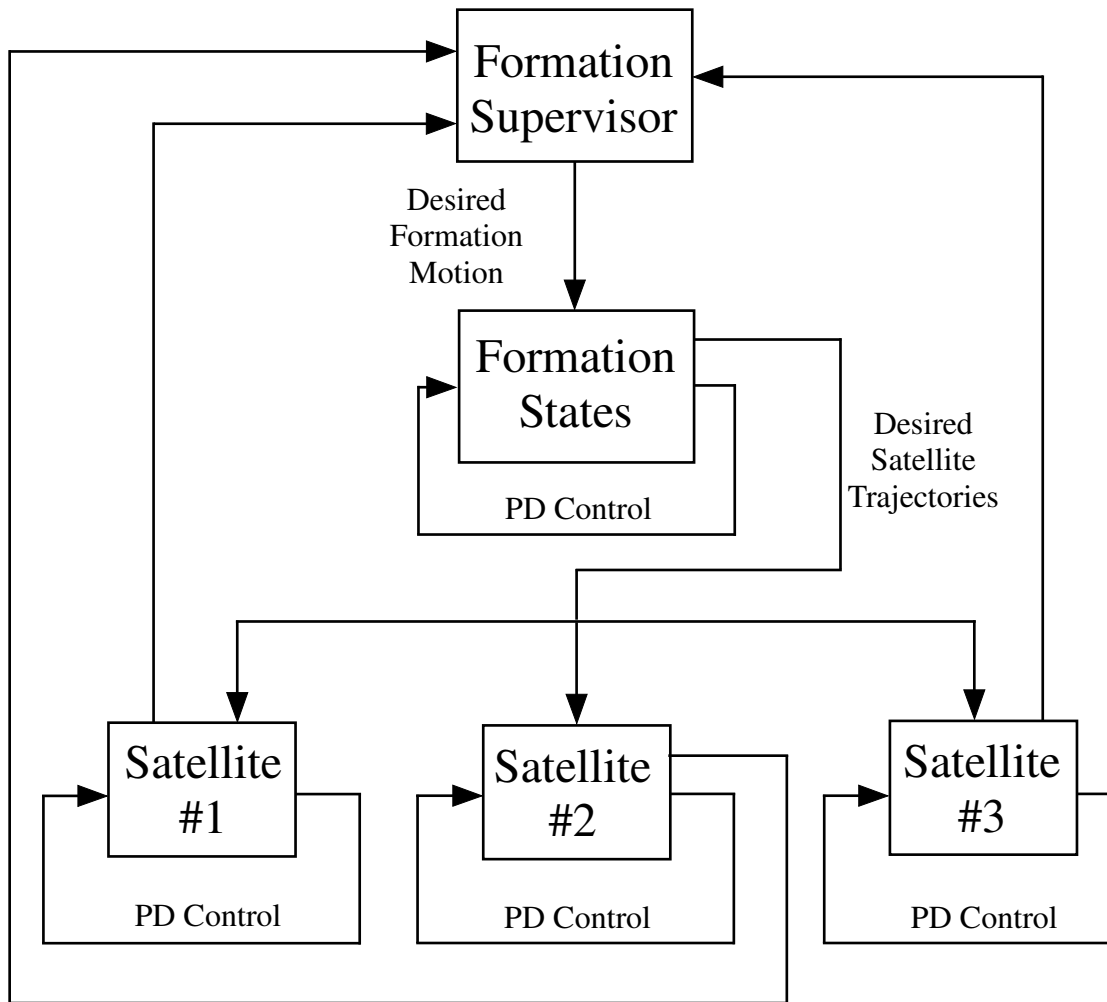 Formation
Supervisor
Desired
Formation
Motion
Formation
States
Desired
Satellite
Trajectories
PD Control
Satellite
#1
Satellite
#2
Satellite
#3
PD Control
PD Control
PD Control